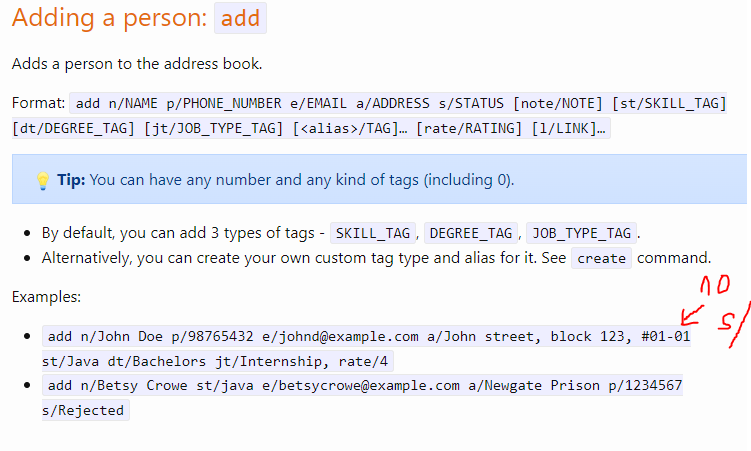 Adding a person: add
Adds a person to the address book.
Format: add n/NAME p/PHONE_NUMBER e/EMAIL a/ADDRESS s/STATUS [note/NOTE] [st/SKILL_TAG]
[dt/DEGREE_TAG] [jt/JOB_TYPE_TAG] [<alias>/TAG]… [rate/RATING] [l/LINK]…
💡 Tip: You can have any number and any kind of tags (including 0).
• By default, you can add 3 types of tags - SKILL_TAG, DEGREE_TAG, JOB_TYPE_TAG.
• Alternatively, you can create your own custom tag type and alias for it. See create command.
Examples:
no
s/
• add n/John Doe p/98765432 e/johnd@example.com a/John street, block 123, #01-01
st/Java dt/Bachelors jt/Internship, rate/4
• add n/Betsy Crowe st/java e/betsycrowe@example.com a/Newgate Prison p/1234567
s/Rejected